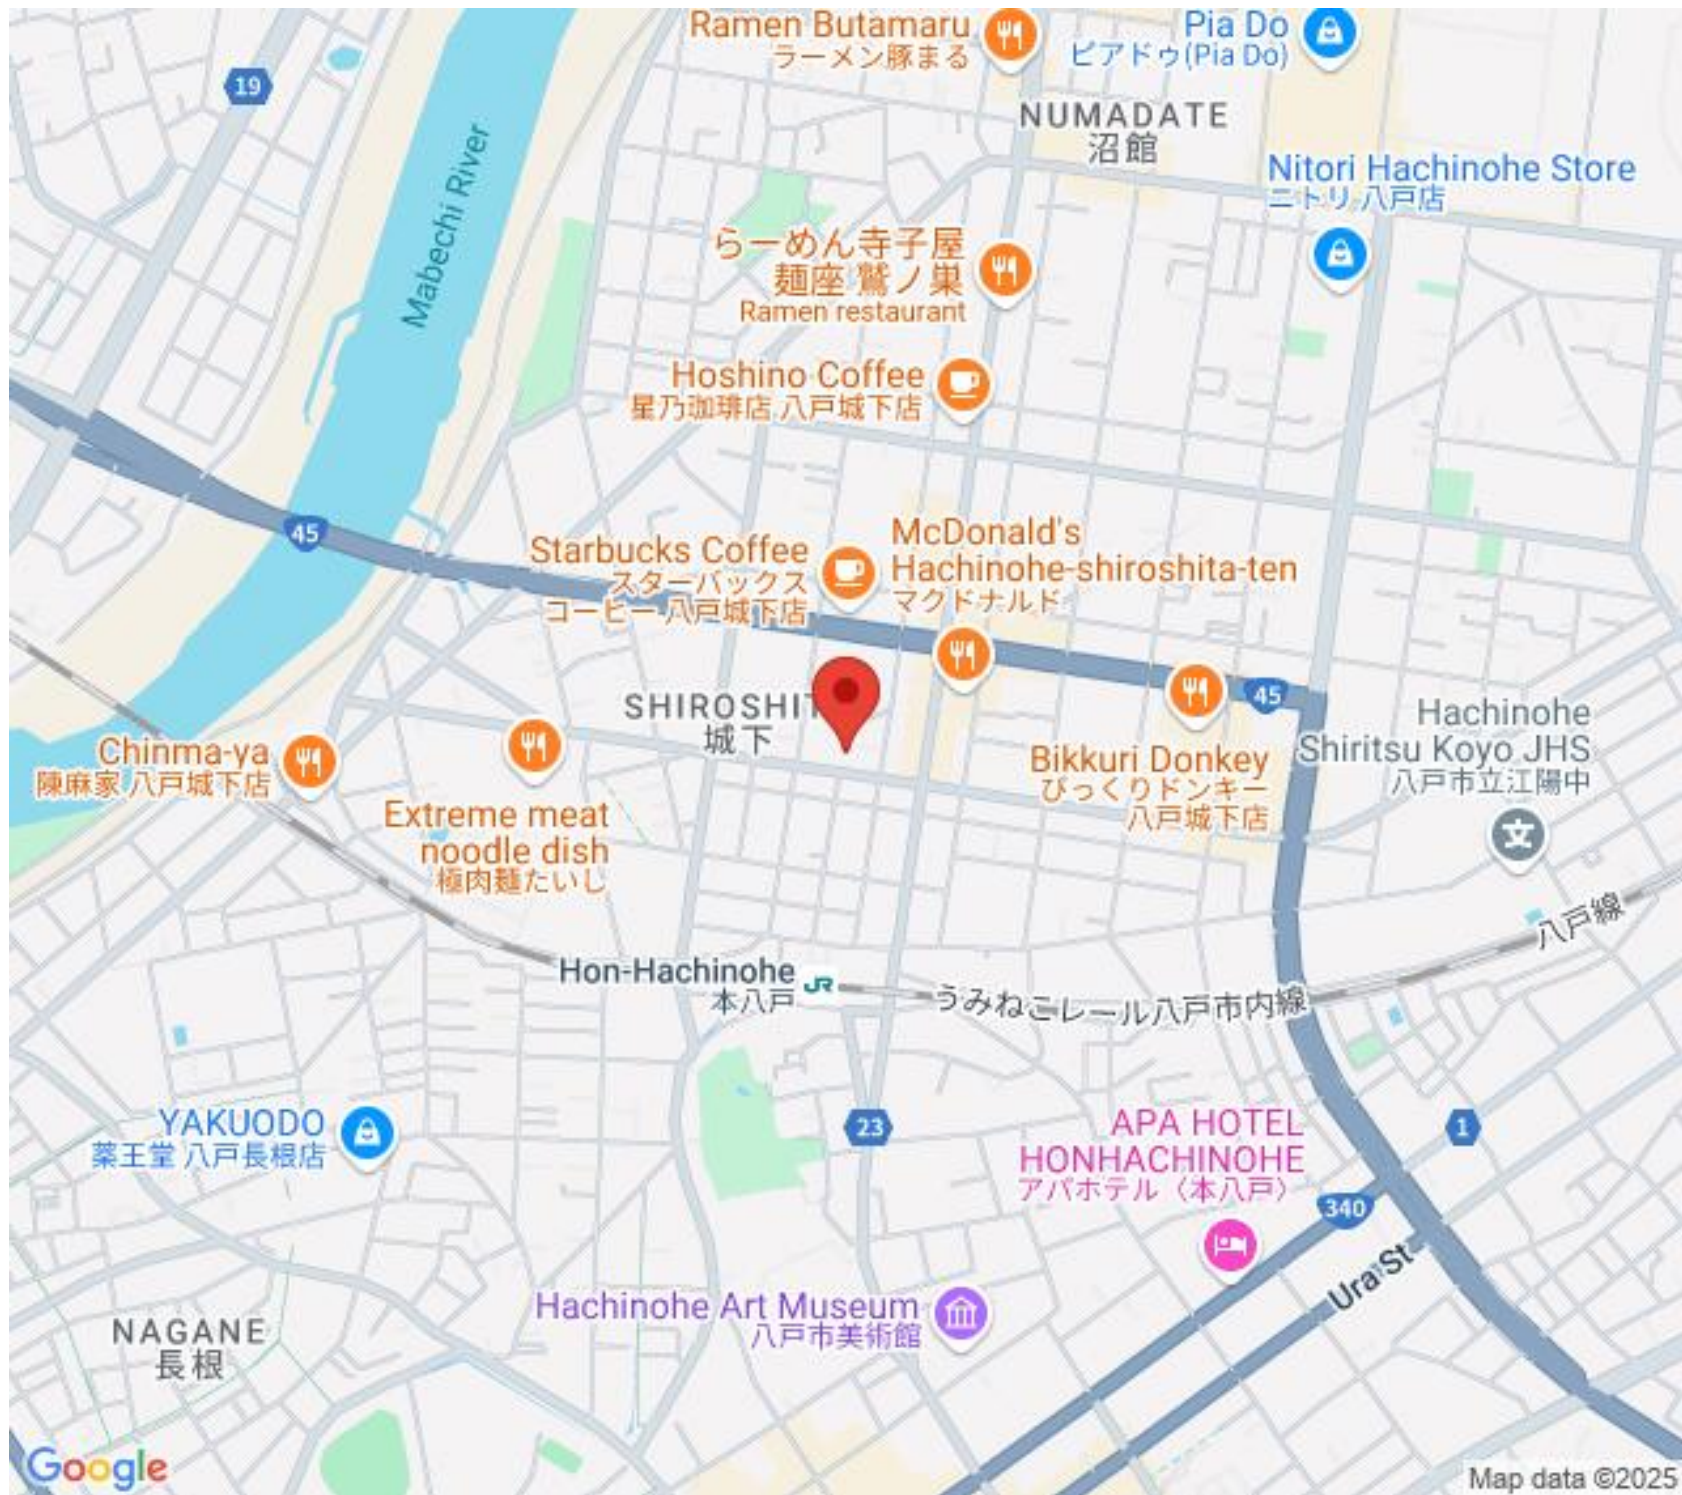 Ramen Butamaru
ラーメン豚まる
Pia Do
ピアドゥ(Pia Do)
19
NUMADATE
沼館
Mabechi River
Nitori Hachinohe Store
ニトリ 八戸店
らーめん寺子屋
麺座 鷲ノ巣
Ramen restaurant
Hoshino Coffee
星乃珈琲店 八戸城下店
45
Starbucks Coffee
スターバックス
コーヒー 八戸城下店
McDonald's
Hachinohe-shiroshita-ten
マクドナルド
SHIROSHIT
城下
45
Hachinohe
Shiritsu Koyo JHS
八戸市立江陽中
Chinma-ya
陳麻家 八戸城下店
Bikkuri Donkey
びっくりドンキー
八戸城下店
Extreme meat
noodle dish
極肉麺たいし
文
八戸線
Hon-Hachinohe
本八戸
JR
うみねこレール八戸市内線
YAKUODO
薬王堂 八戸長根店
23
APA HOTEL
HONHACHINOHE
アパホテル〈本八戸〉
1
340
Ura St
Hachinohe Art Museum
八戸市美術館
NAGANE
長根
Google
Map data ©2025